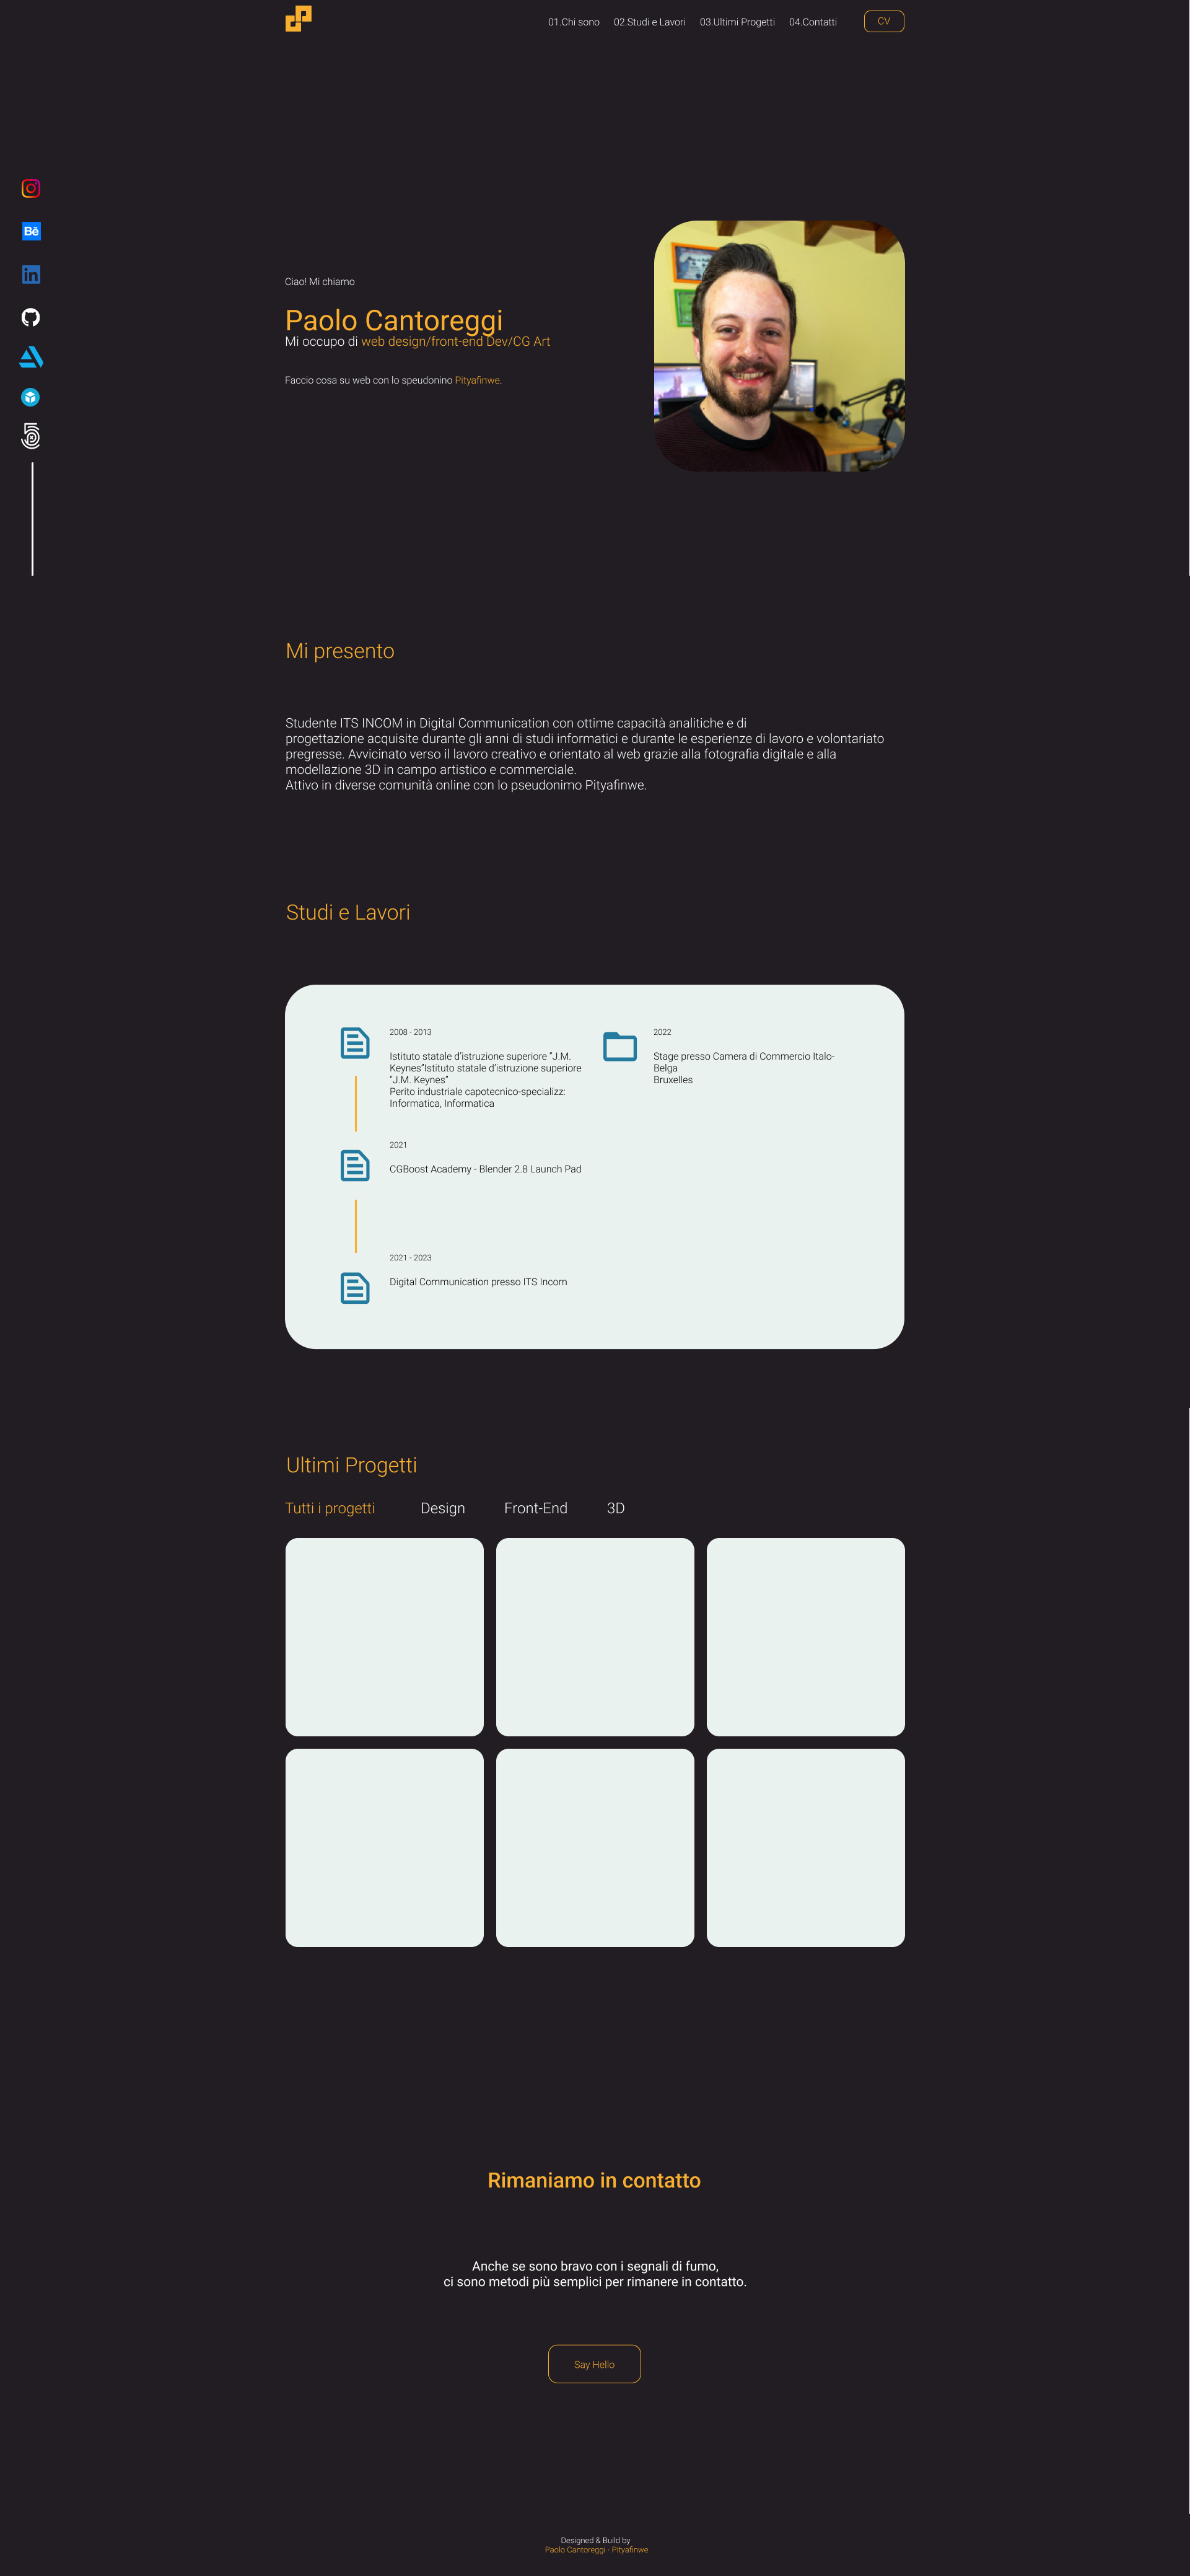 01.Chi sono 02.Studi e Lavori 03.Ultimi Progetti 04.Contatti CV
Bē
in
Ciao! Mi chiamo
Paolo Cantoreggi
Mi occupo di web design/front-end Dev/CG Art
Faccio cosa su web con lo speudonino Pityafinwe.
Mi presento
Studente ITS INCOM in Digital Communication con ottime capacità analitiche e di
progettazione acquisite durante gli anni di studi informatici e durante le esperienze di lavoro e volontariato
pregresse. Avvicinato verso il lavoro creativo e orientato al web grazie alla fotografia digitale e alla
modellazione 3D in campo artistico e commerciale.
Attivo in diverse comunità online con lo pseudonimo Pityafinwe.
Studi e Lavori
2008 - 2013
Istituto statale d'istruzione superiore "J.M.
Keynes"Istituto statale d'istruzione superiore
"J.M. Keynes"
Perito industriale capotecnico-specializz:
Informatica, Informatica
2021
CGBoost Academy - Blender 2.8 Launch Pad
2021 - 2023
Digital Communication presso ITS Incom
2022
Stage presso Camera di Commercio Italo-
Belga
Bruxelles
Ultimi Progetti
Tutti i progetti Design Front-End 3D
Rimaniamo in contatto
Anche se sono bravo con i segnali di fumo,
ci sono metodi più semplici per rimanere in contatto.
Say Hello
Designed & Build by
Paolo Cantoreggi - Pityafinwe